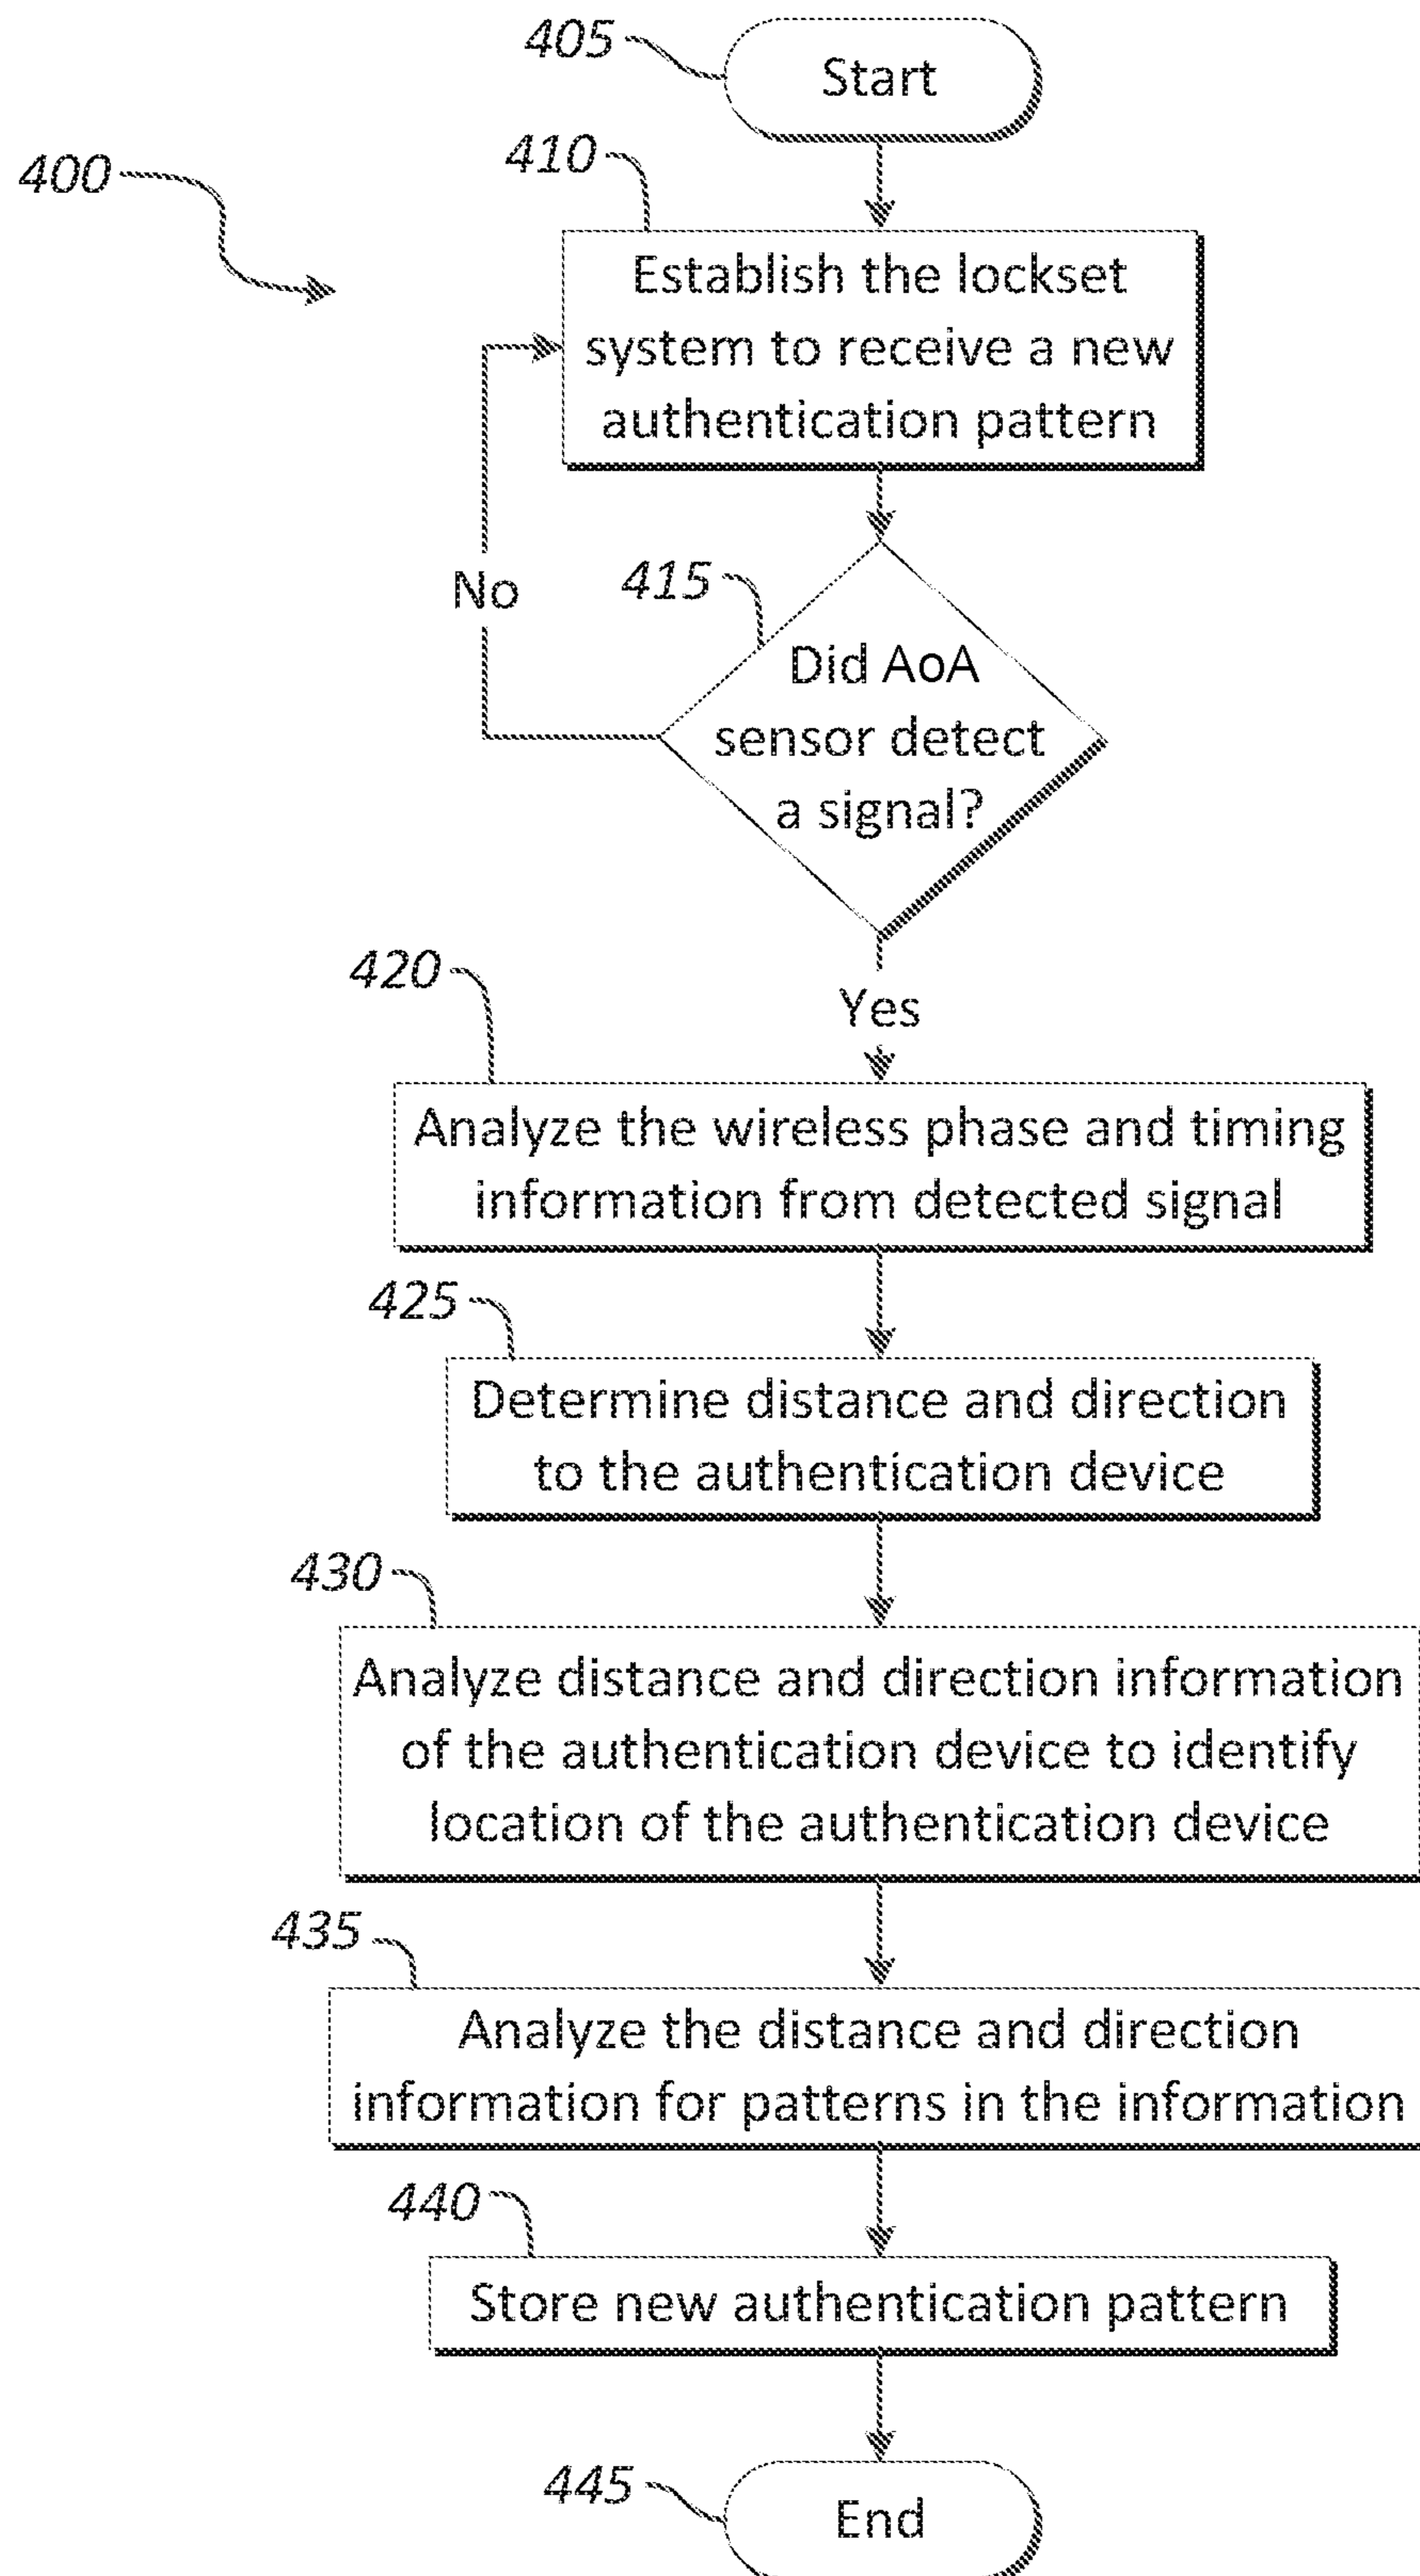 405
Start
410
400
Establish the lockset
system to receive a new
authentication pattern
No
415
Did AoA
sensor detect
a signal?
420
Yes
Analyze the wireless phase and timing
information from detected signal
425
Determine distance and direction
to the authentication device
430
Analyze distance and direction information
of the authentication device to identify
location of the authentication device
435
Analyze the distance and direction
information for patterns in the information
440
Store new authentication pattern
445
End